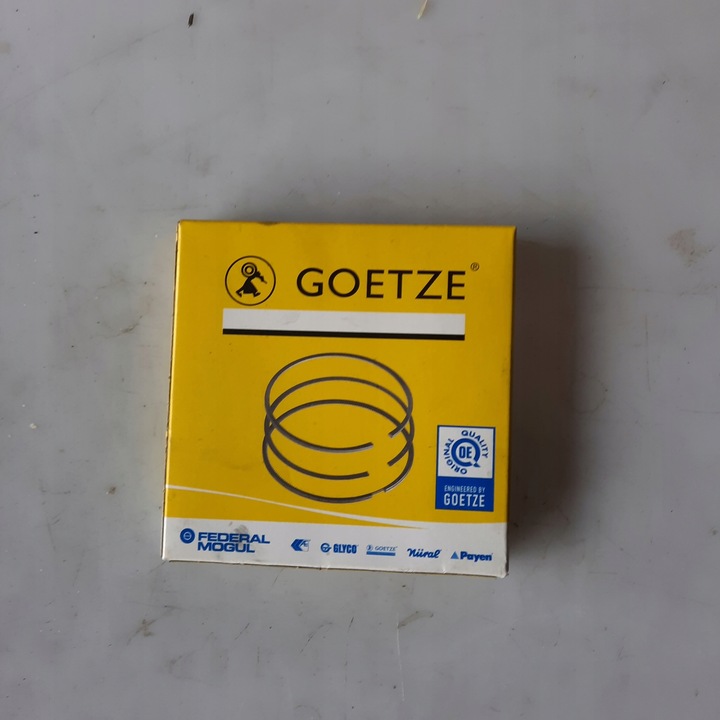 GOETZE®
ORIGINAL QUALITY
OE
ENGINEERED BY
GOETZE
FEDERAL
MOGUL
GLYCO®
GOETZE®
Nüral®
Payen®